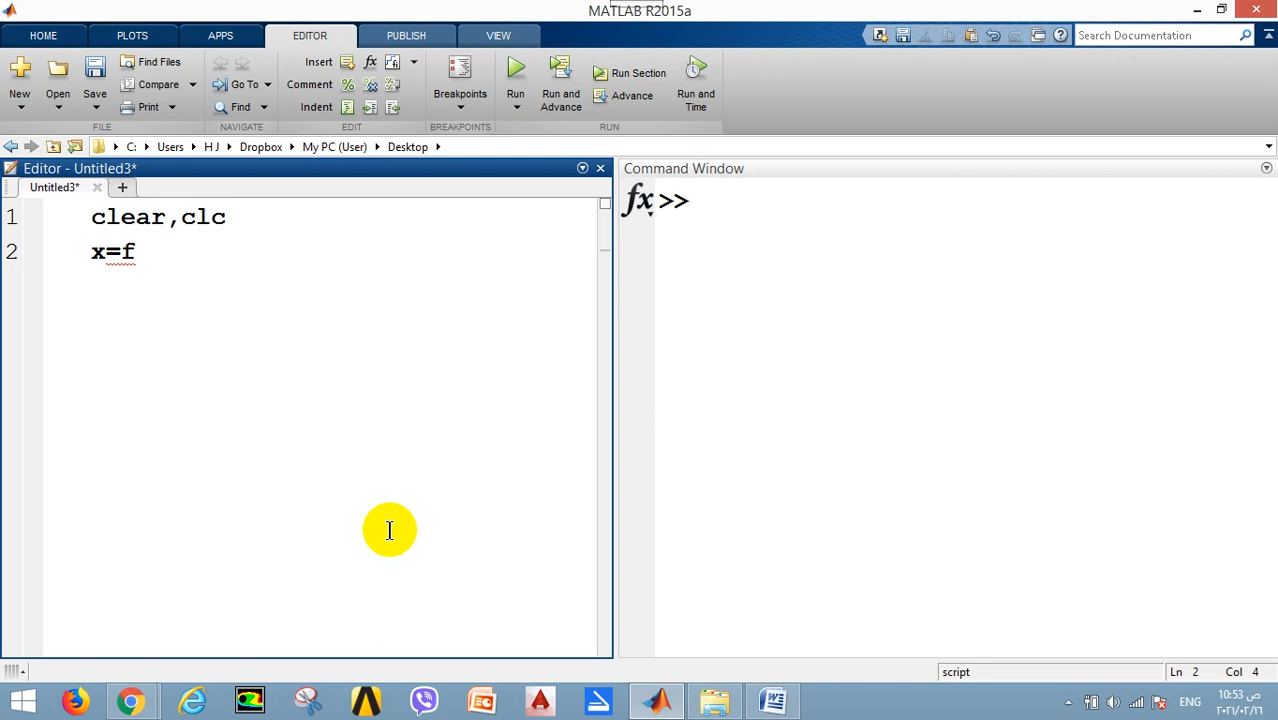 MATLAB R2015a
HOME PLOTS APPS EDITOR PUBLISH VIEW Search Documentation
New Open Save Find Files Compare Print
FILE
Go To Find
NAVIGATE
Insert fx
Comment %
Indent
EDIT
Breakpoints
BREAKPOINTS
Run Run and Advance Run Section Advance Run and Time
RUN
C: Users H J Dropbox My PC (User) Desktop
Editor - Untitled3*
Untitled3*
1 clear,clc
2 x=f
Command Window
fx >>
script Ln 2 Col 4
ENG
10:53 ص